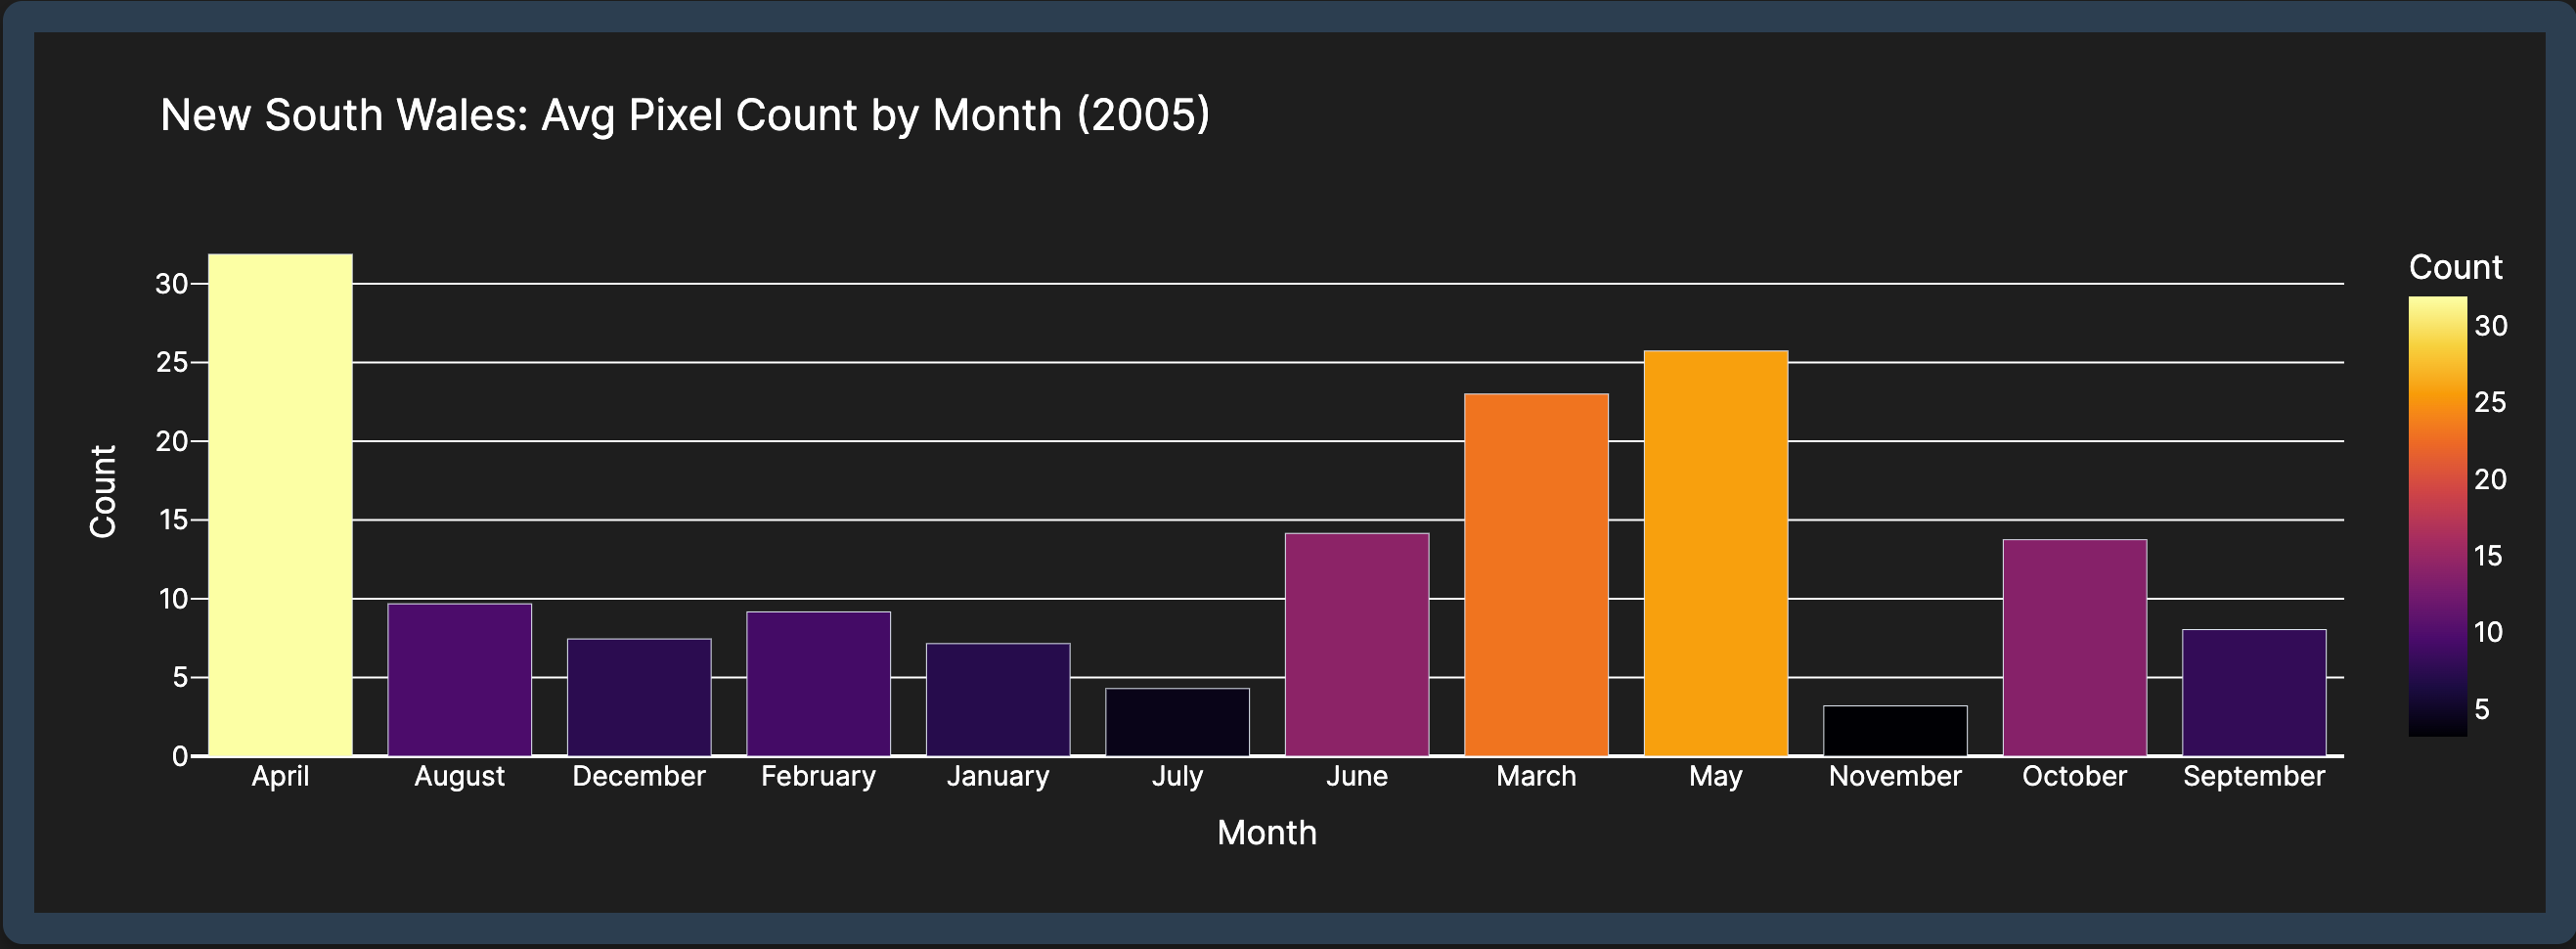 New South Wales: Avg Pixel Count by Month (2005)
Count
30
25
20
15
10
5
0
April August December February January July June March May November October September
Month
Count
30
25
20
15
10
5